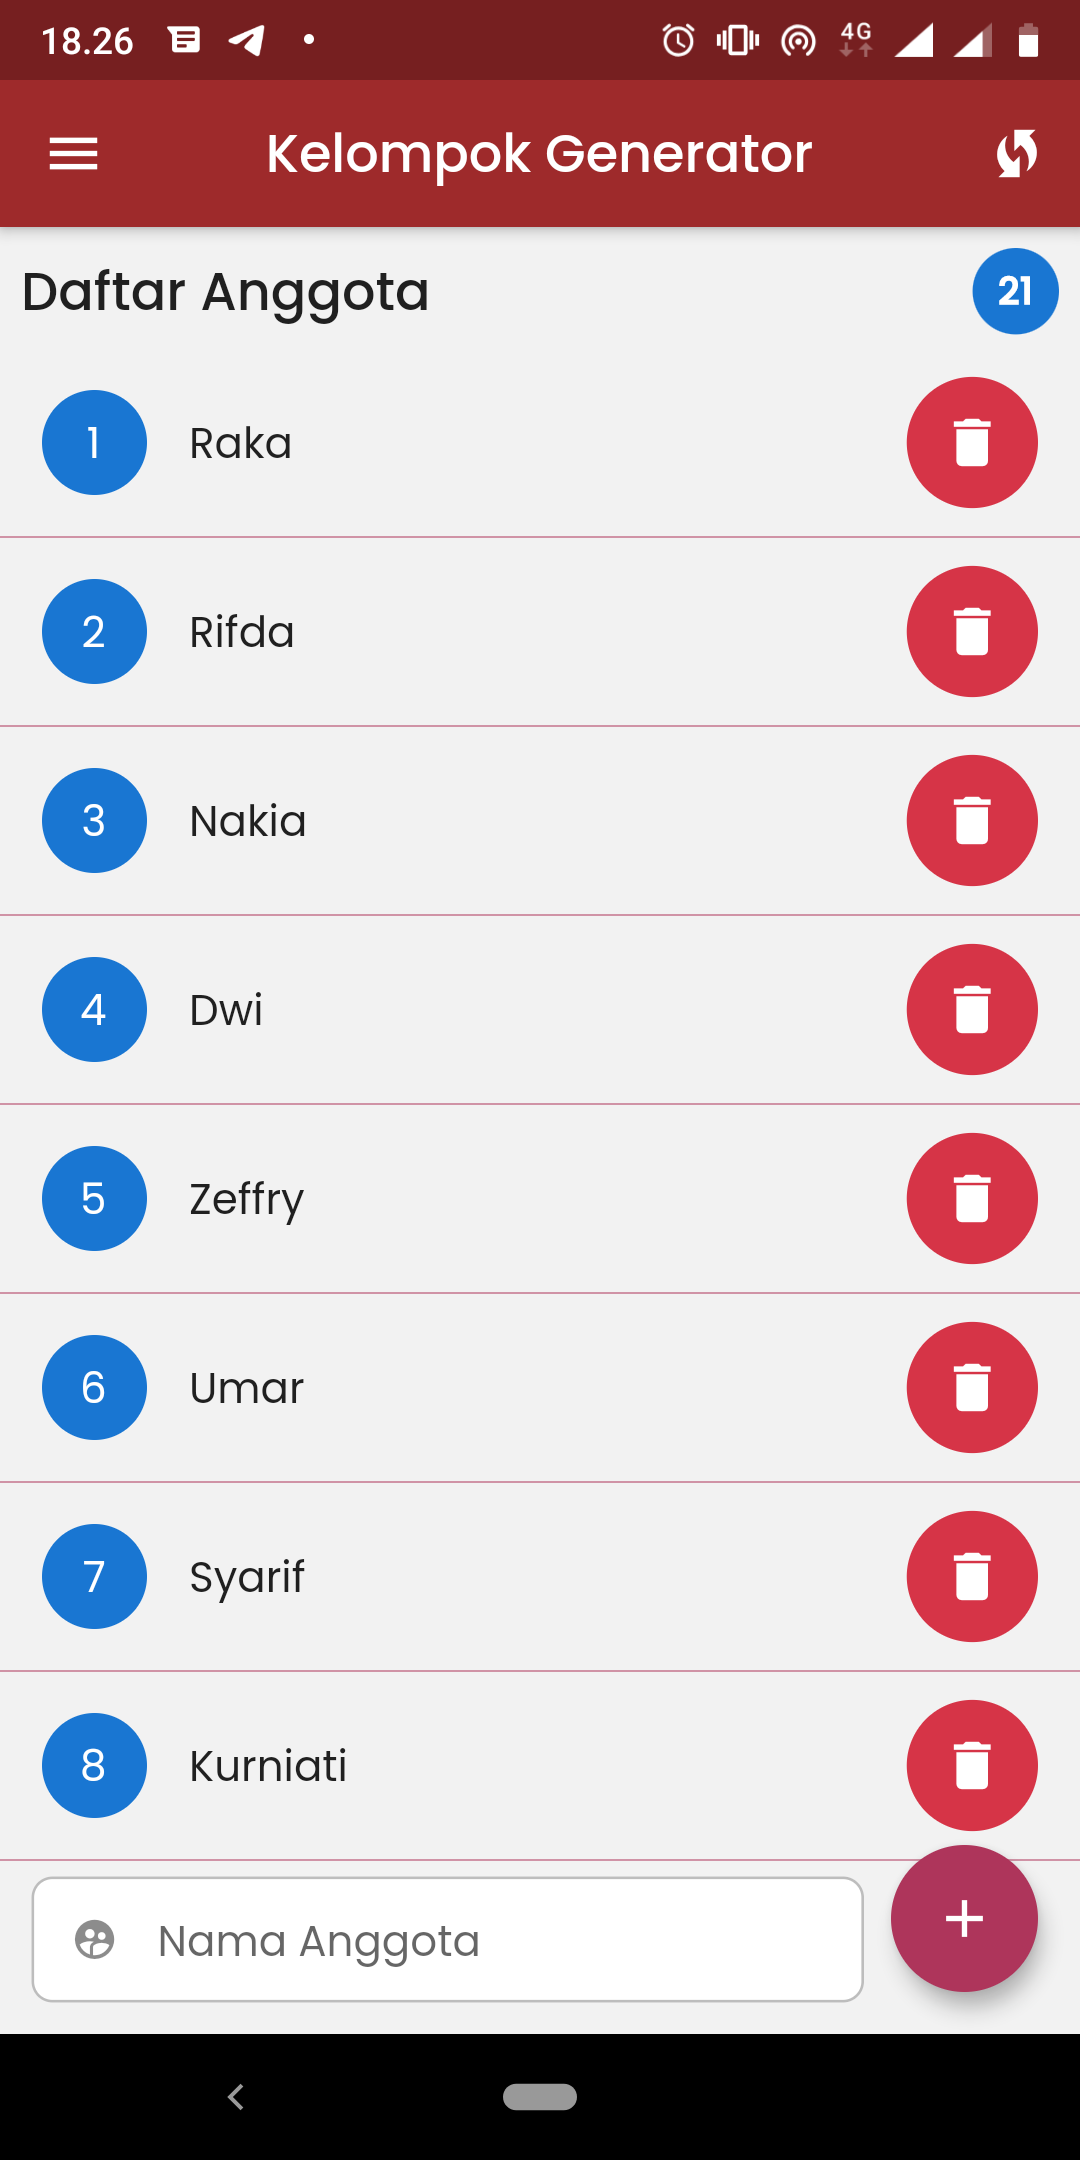 18.26
4G
Kelompok Generator
Daftar Anggota 21
1 Raka
2 Rifda
3 Nakia
4 Dwi
5 Zeffry
6 Umar
7 Syarif
8 Kurniati
Nama Anggota